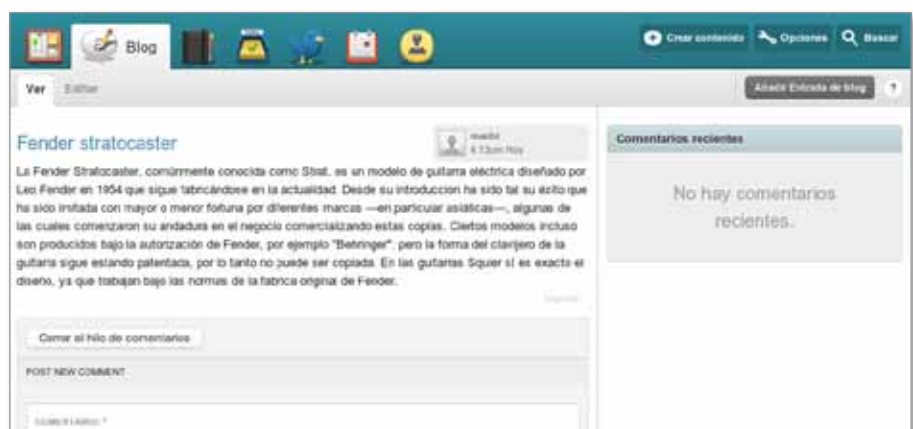 Blog
Crear contenido Opciones Buscar
Ver Editar
Añadir Entrada de blog ?
Fender stratocaster
4:13pm Hoy
La Fender Stratocaster, comúnmente conocida como Strat, es un modelo de guitarra eléctrica diseñado por
Leo Fender en 1954 que sigue fabricándose en la actualidad. Desde su introduccion ha sido tal su éxito que
ha sido imitada con mayor o menor fortuna por diferentes marcas —en particular asiáticas—, algunas de
las cuales comenzaron su andadura en el negocio comercializando estas copias. Ciertos modelos incluso
son producidos bajo la autorización de Fender, por ejemplo "Behringer", pero la forma del clavijero de la
guitarra sigue estando patentada, por lo tanto no puede ser copiada. En las guitarras Squier sí es exacto el
diseño, ya que trabajan bajo las normas de la fabrica original de Fender.
Cerrar el hilo de comentarios
POST NEW COMMENT
COMENTARIO: *
Comentarios recientes
No hay comentarios
recientes.